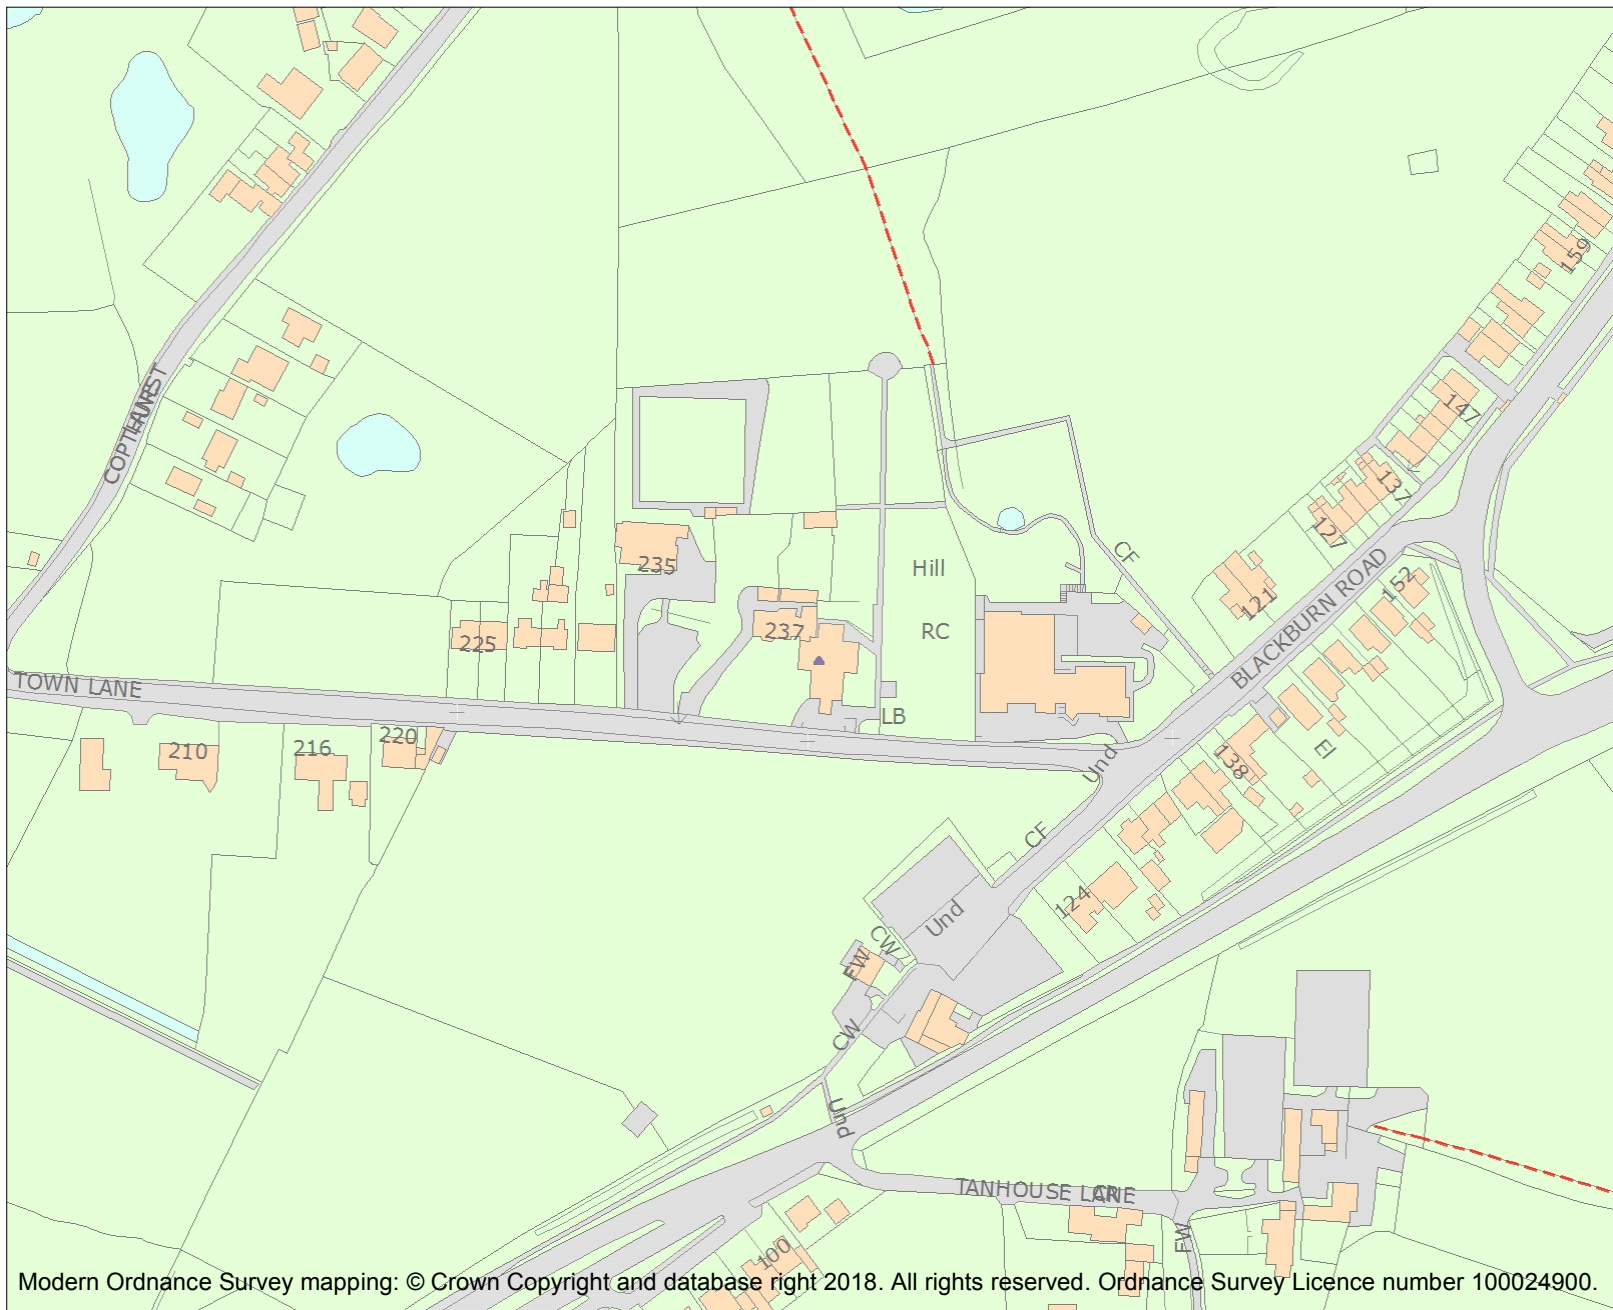 159
COPTHURST
LANE
147
137
127
CF
235
Hill
152
121
237
RC
225
BLACKBURN ROAD
TOWN LANE
LB
220
216
210
Und
138
El
CF
124
Und
CW
FW
CW
Und
TANHOUSE LANE
CR
FW
100
Modern Ordnance Survey mapping: © Crown Copyright and database right 2018. All rights reserved. Ordnance Survey Licence number 100024900.